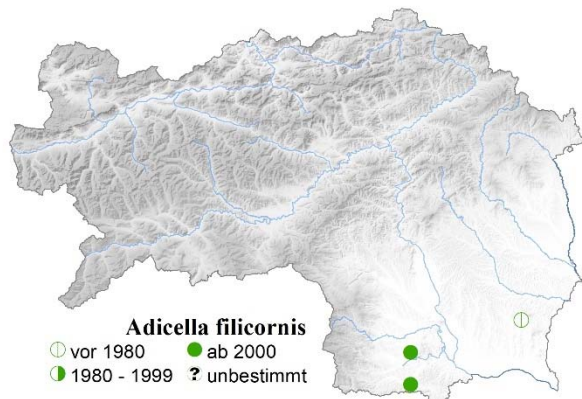 Adicella filicornis
vor 1980 ab 2000
1980 - 1999 ? unbestimmt